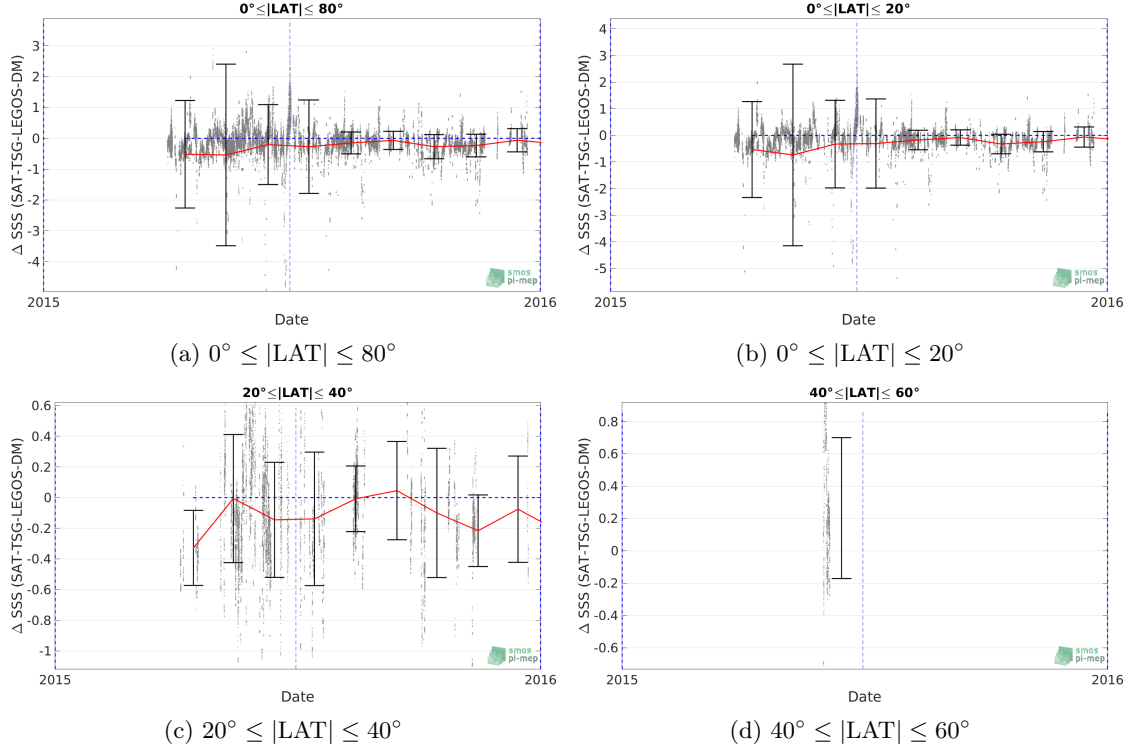 0°≤|LAT|≤ 80°
Δ SSS (SAT-TSG-LEGOS-DM)
3
2
1
0
-1
-2
-3
-4
2015
2016
Date
smos
pi-mep
(a) 0° ≤ |LAT| ≤ 80°
0°≤|LAT|≤ 20°
Δ SSS (SAT-TSG-LEGOS-DM)
4
3
2
1
0
-1
-2
-3
-4
-5
2015
2016
Date
smos
pi-mep
(b) 0° ≤ |LAT| ≤ 20°
20°≤|LAT|≤ 40°
Δ SSS (SAT-TSG-LEGOS-DM)
0.6
0.4
0.2
0
-0.2
-0.4
-0.6
-0.8
-1
2015
2016
Date
smos
pi-mep
(c) 20° ≤ |LAT| ≤ 40°
40°≤|LAT|≤ 60°
Δ SSS (SAT-TSG-LEGOS-DM)
0.8
0.6
0.4
0.2
0
-0.2
-0.4
-0.6
2015
2016
Date
smos
pi-mep
(d) 40° ≤ |LAT| ≤ 60°